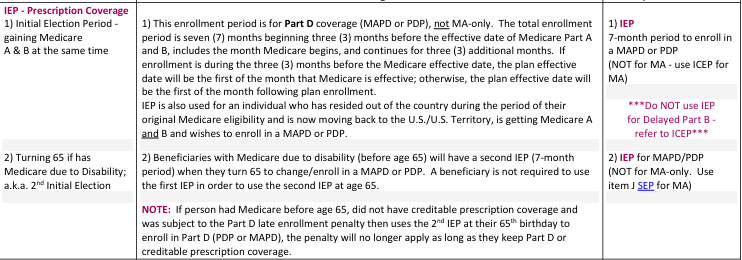 IEP - Prescription Coverage
1) Initial Election Period -
gaining Medicare
A & B at the same time
1) This enrollment period is for Part D coverage (MAPD or PDP), not MA-only. The total enrollment
period is seven (7) months beginning three (3) months before the effective date of Medicare Part A
and B, includes the month Medicare begins, and continues for three (3) additional months. If
enrollment is during the three (3) months before the Medicare effective date, the plan effective
date will be the first of the month that Medicare is effective; otherwise, the plan effective date will
be the first of the month following plan enrollment.
IEP is also used for an individual who has resided out of the country during the period of their
original Medicare eligibility and is now moving back to the U.S./U.S. Territory, is getting Medicare A
and B and wishes to enroll in a MAPD or PDP.
1) IEP
7-month period to enroll in
a MAPD or PDP
(NOT for MA - use ICEP for
MA)
***Do NOT use IEP
for Delayed Part B -
refer to ICEP***
2) Turning 65 if has
Medicare due to Disability;
a.k.a. 2nd Initial Election
2) Beneficiaries with Medicare due to disability (before age 65) will have a second IEP (7-month
period) when they turn 65 to change/enroll in a MAPD or PDP. A beneficiary is not required to use
the first IEP in order to use the second IEP at age 65.
NOTE: If person had Medicare before age 65, did not have creditable prescription coverage and
was subject to the Part D late enrollment penalty then uses the 2nd IEP at their 65th birthday to
enroll in Part D (PDP or MAPD), the penalty will no longer apply as long as they keep Part D or
creditable prescription coverage.
2) IEP for MAPD/PDP
(NOT for MA-only. Use
item J SEP for MA)